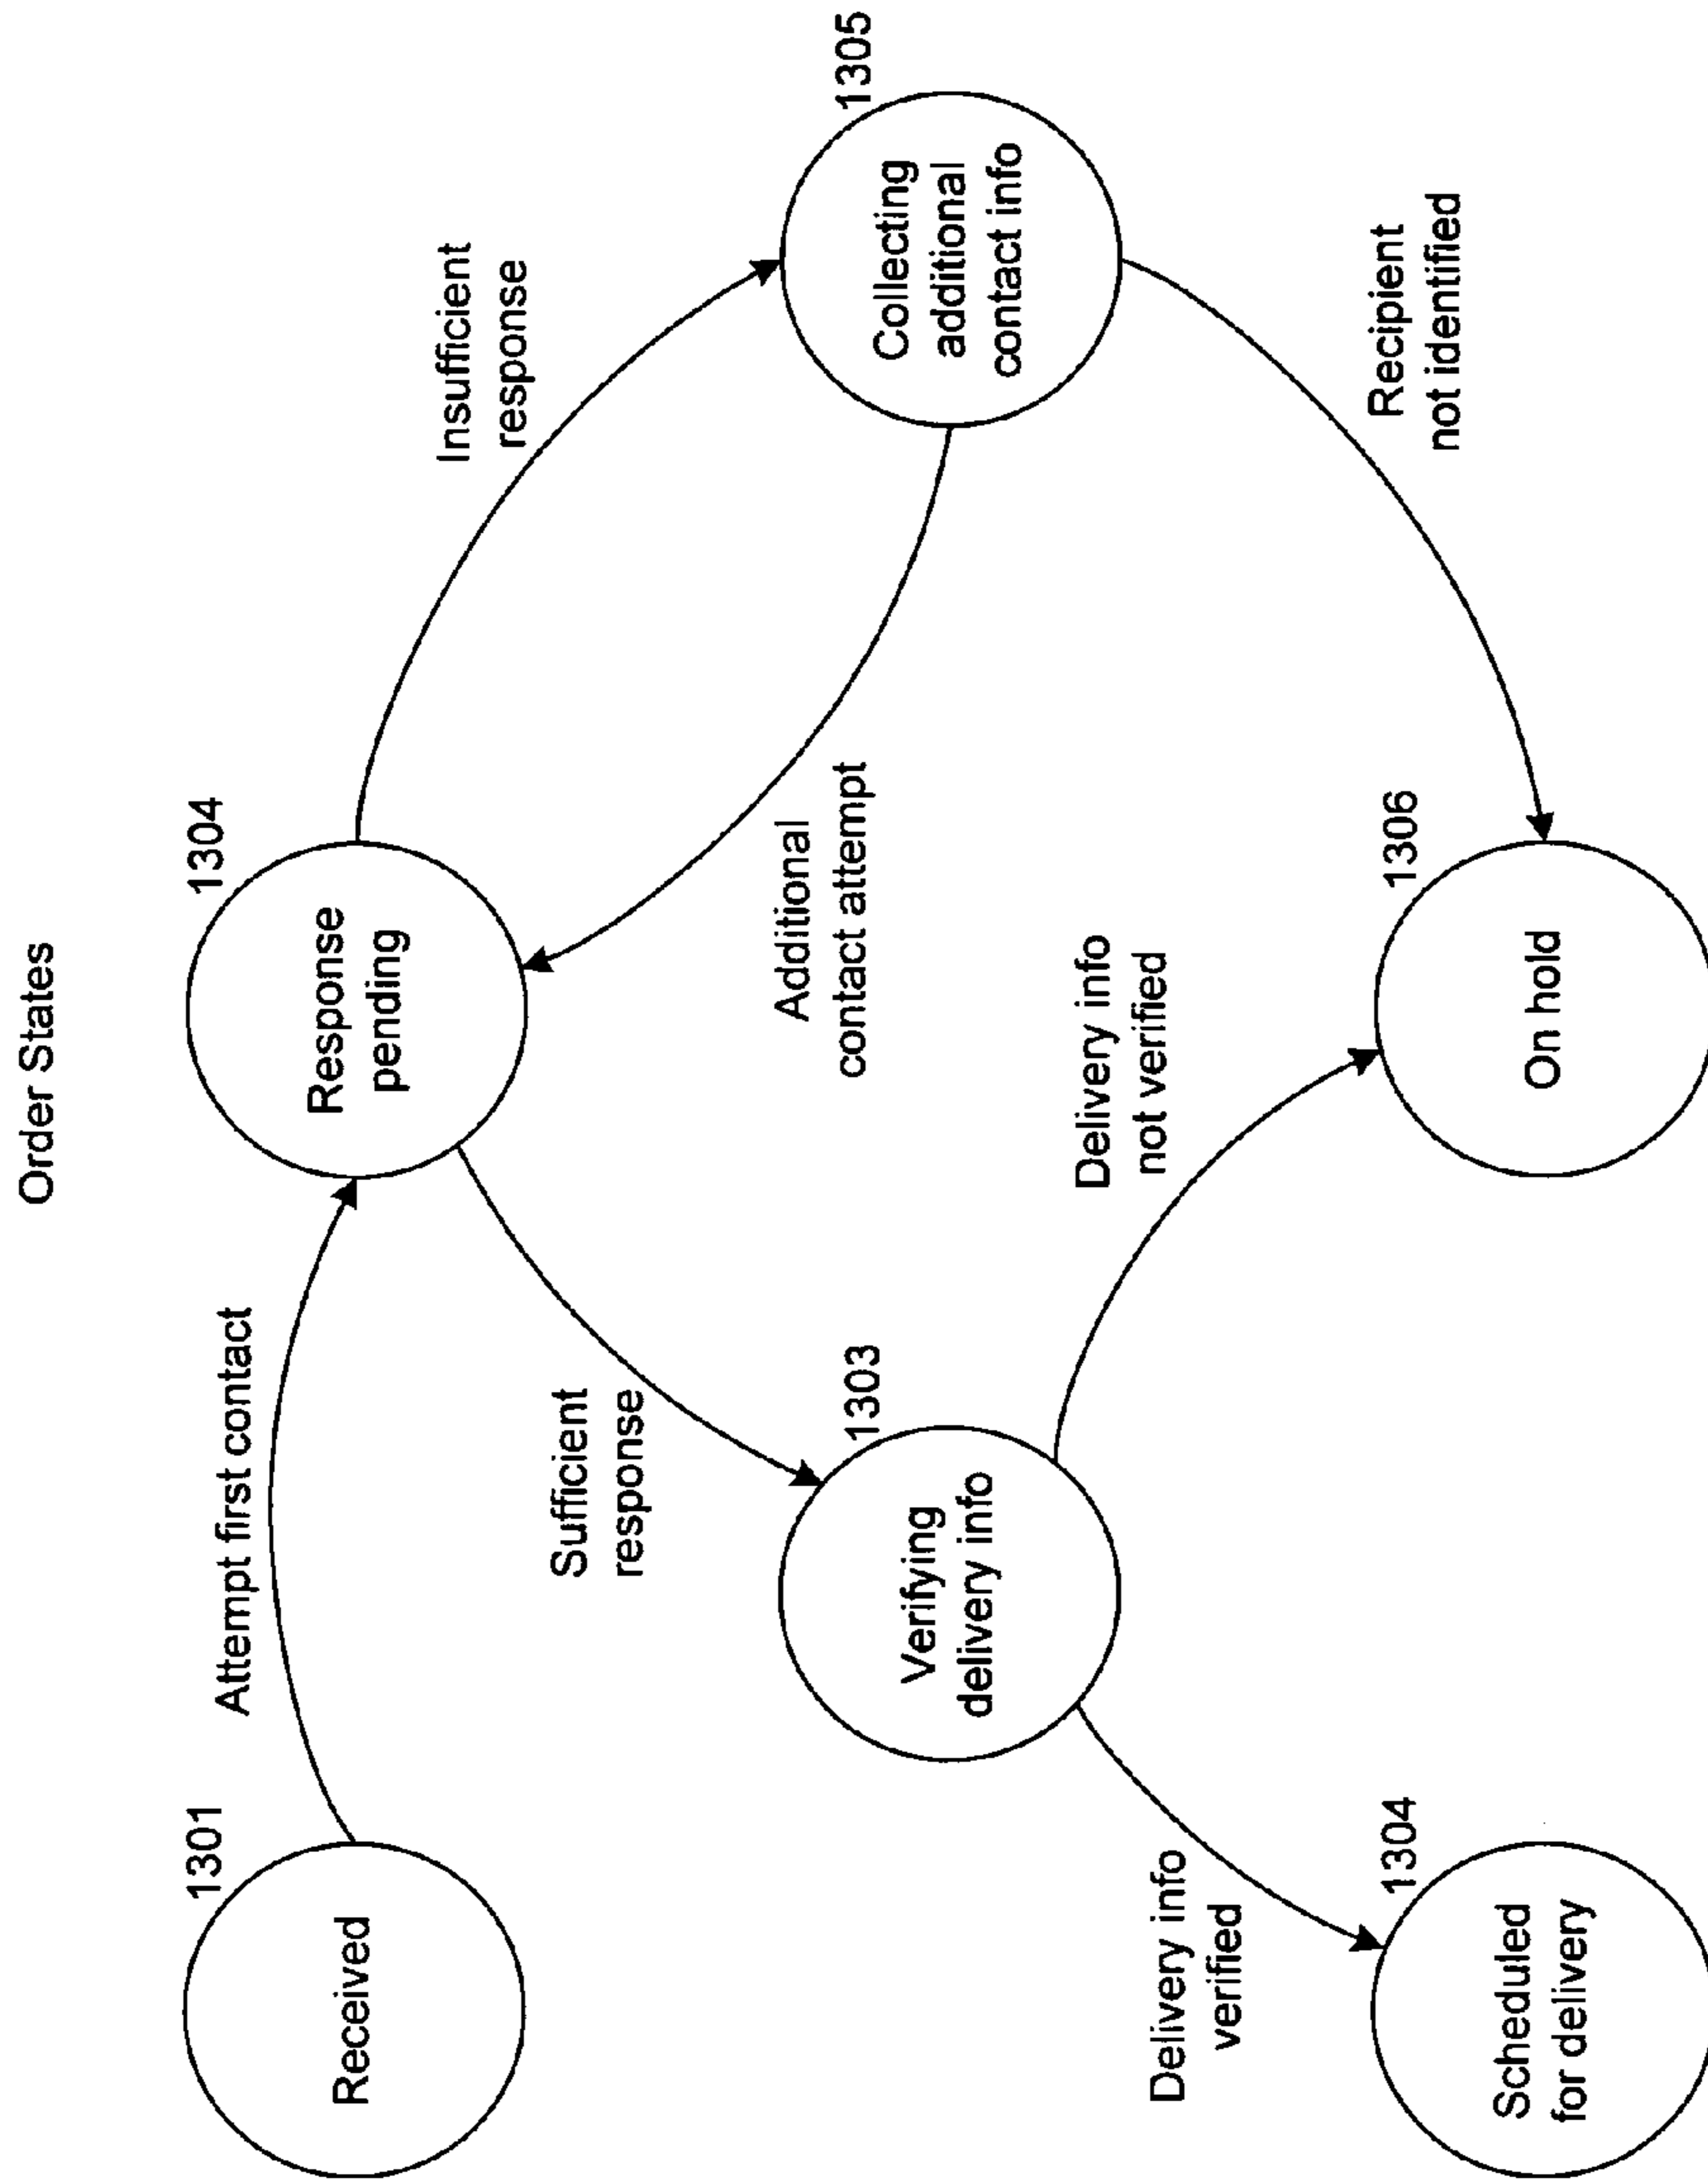 Order States
1301
Received
Attempt first contact
1304
Response
pending
Insufficient
response
Sufficient
response
Additional
contact attempt
1303
Verifying
delivery info
1305
Collecting
additional
contact info
Delivery info
verified
Delivery info
not verified
Recipient
not identified
1304
Scheduled
for delivery
1306
On hold